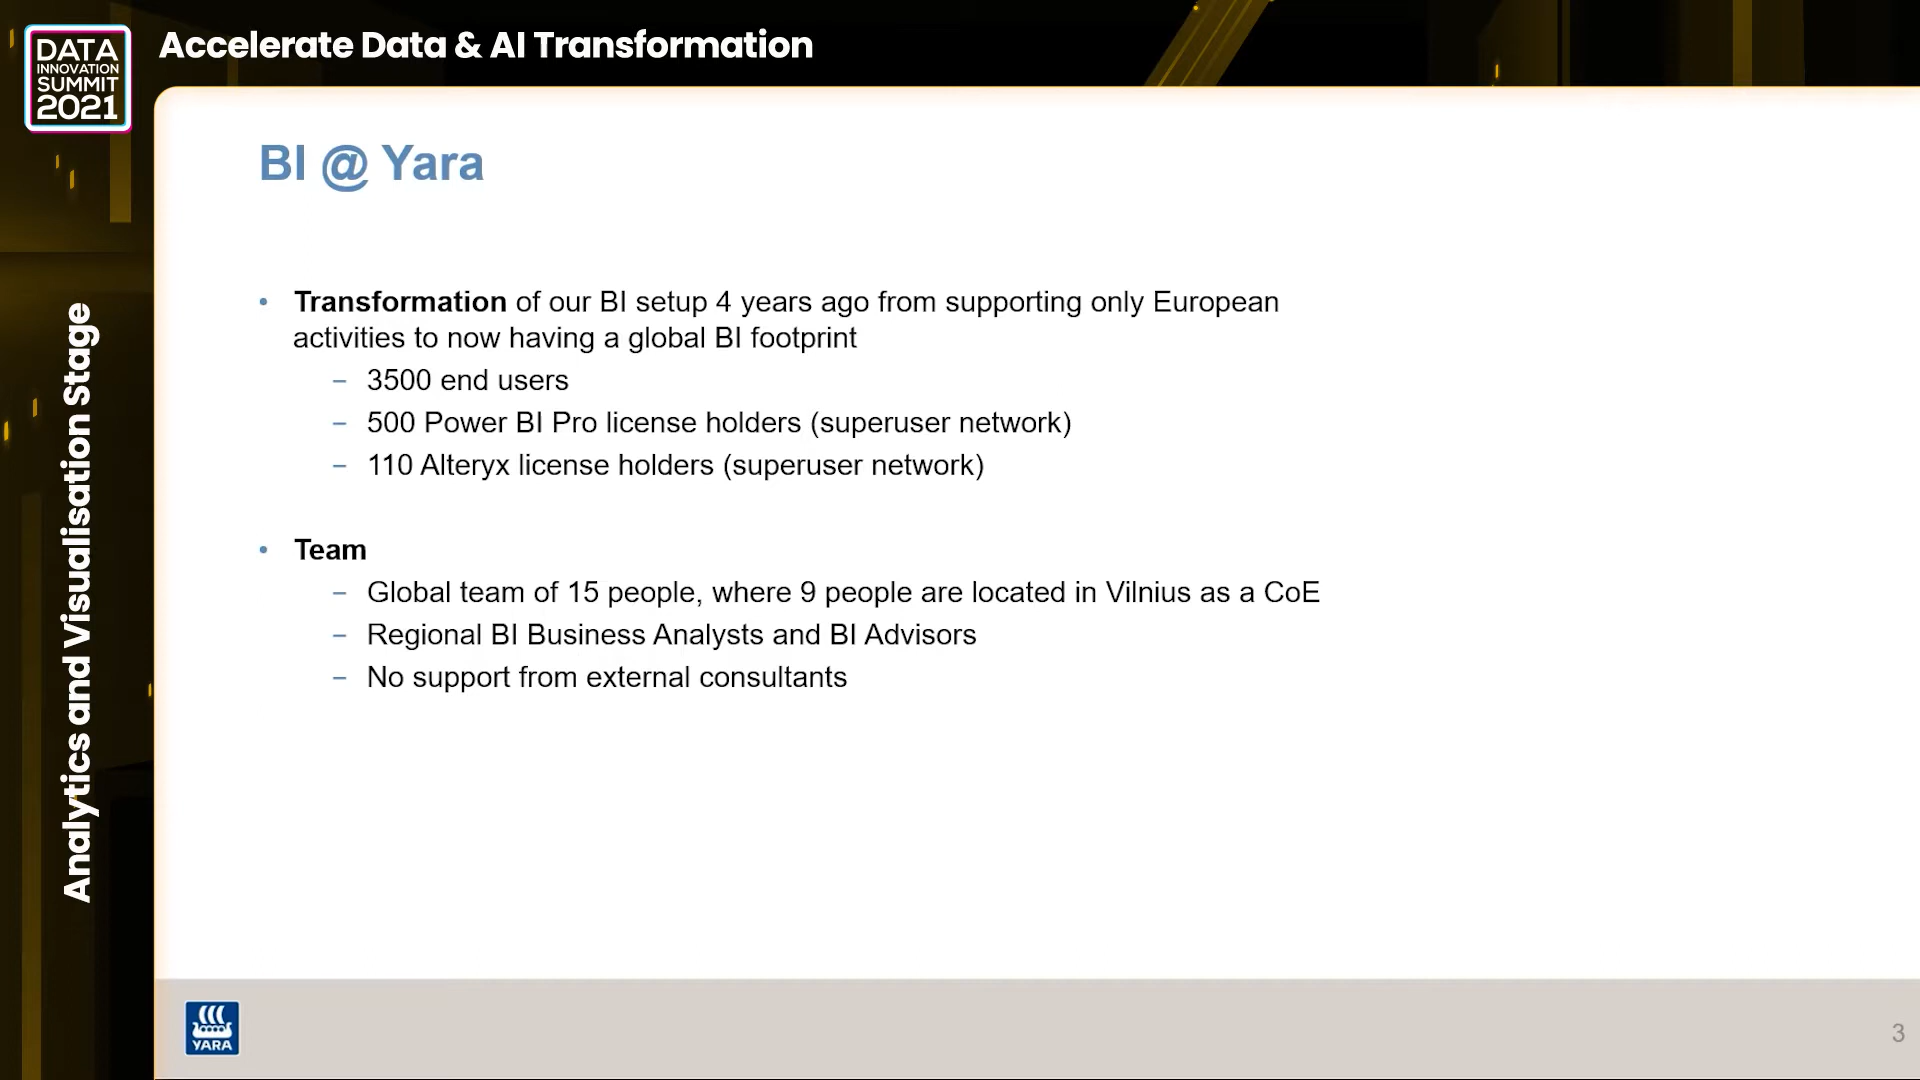 DATA
INNOVATION
SUMMIT
2021
Accelerate Data & AI Transformation
Analytics and Visualisation Stage
BI @ Yara
• Transformation of our BI setup 4 years ago from supporting only European
activities to now having a global BI footprint
– 3500 end users
– 500 Power BI Pro license holders (superuser network)
– 110 Alteryx license holders (superuser network)
• Team
– Global team of 15 people, where 9 people are located in Vilnius as a CoE
– Regional BI Business Analysts and BI Advisors
– No support from external consultants
YARA
3